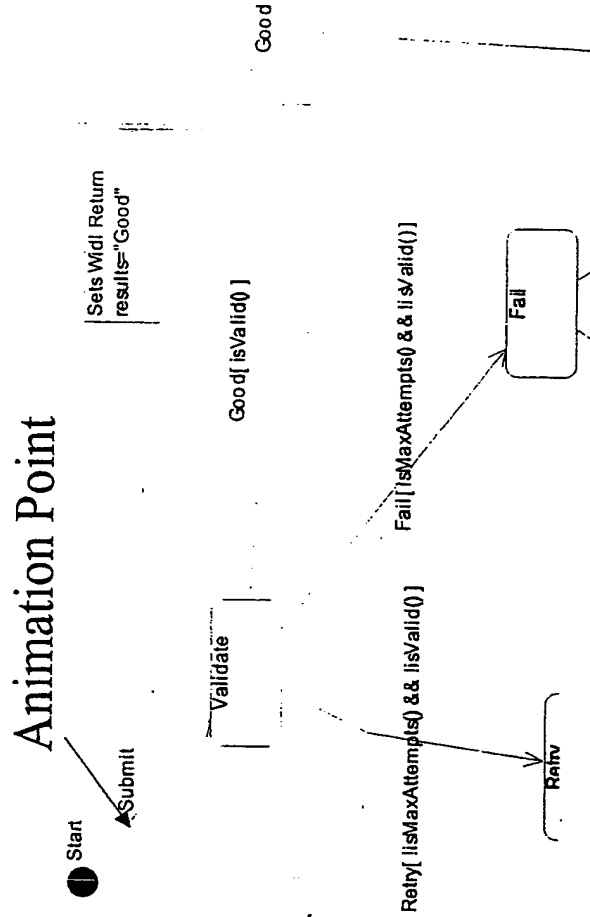 Animation Point
Start
Submit
Sets Widl Return
results="Good"
Validate
Good[ isValid() ]
Good
Retry[ !isMaxAttempts() && !isValid() ]
Fail[ isMaxAttempts() && !isValid() ]
Retry
Fail